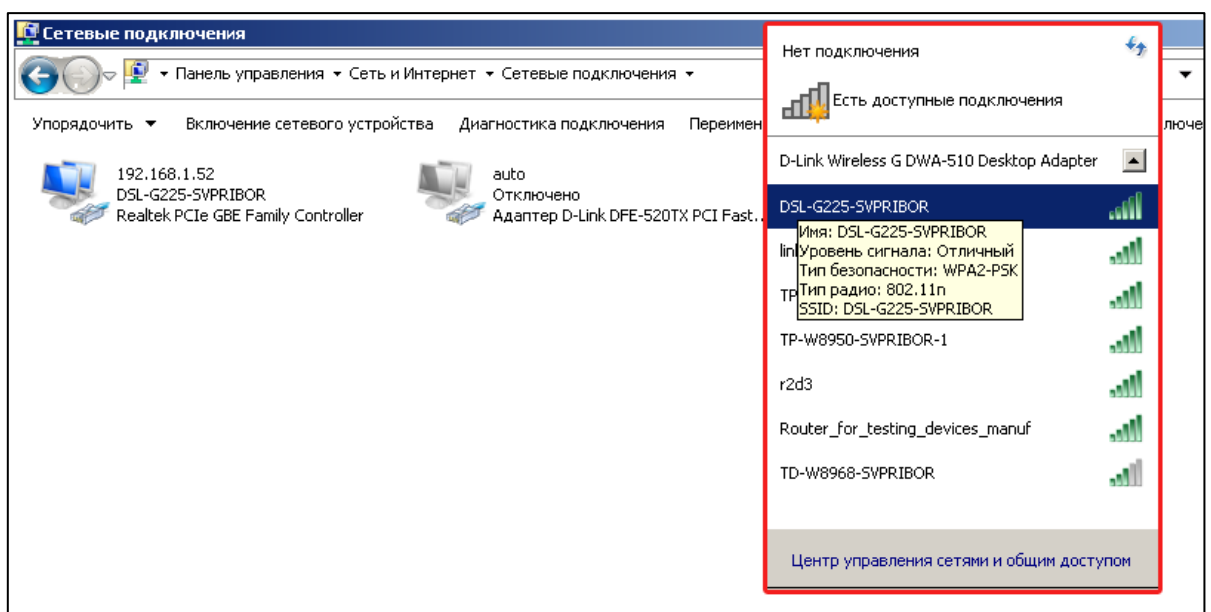 Сетевые подключения
Панель управления Сеть и Интернет Сетевые подключения
Упорядочить Включение сетевого устройства Диагностика подключения
192.168.1.52
DSL-G225-SVPRIBOR
Realtek PCIe GBE Family Controller
auto
Отключено
Адаптер D-Link DFE-520TX PCI Fast...
Нет подключения
Есть доступные подключения
D-Link Wireless G DWA-510 Desktop Adapter
DSL-G225-SVPRIBOR
Имя: DSL-G225-SVPRIBOR
Уровень сигнала: Отличный
Тип безопасности: WPA2-PSK
Тип радио: 802.11n
SSID: DSL-G225-SVPRIBOR
TP-W8950-SVPRIBOR-1
r2d3
Router_for_testing_devices_manuf
TD-W8968-SVPRIBOR
Центр управления сетями и общим доступом